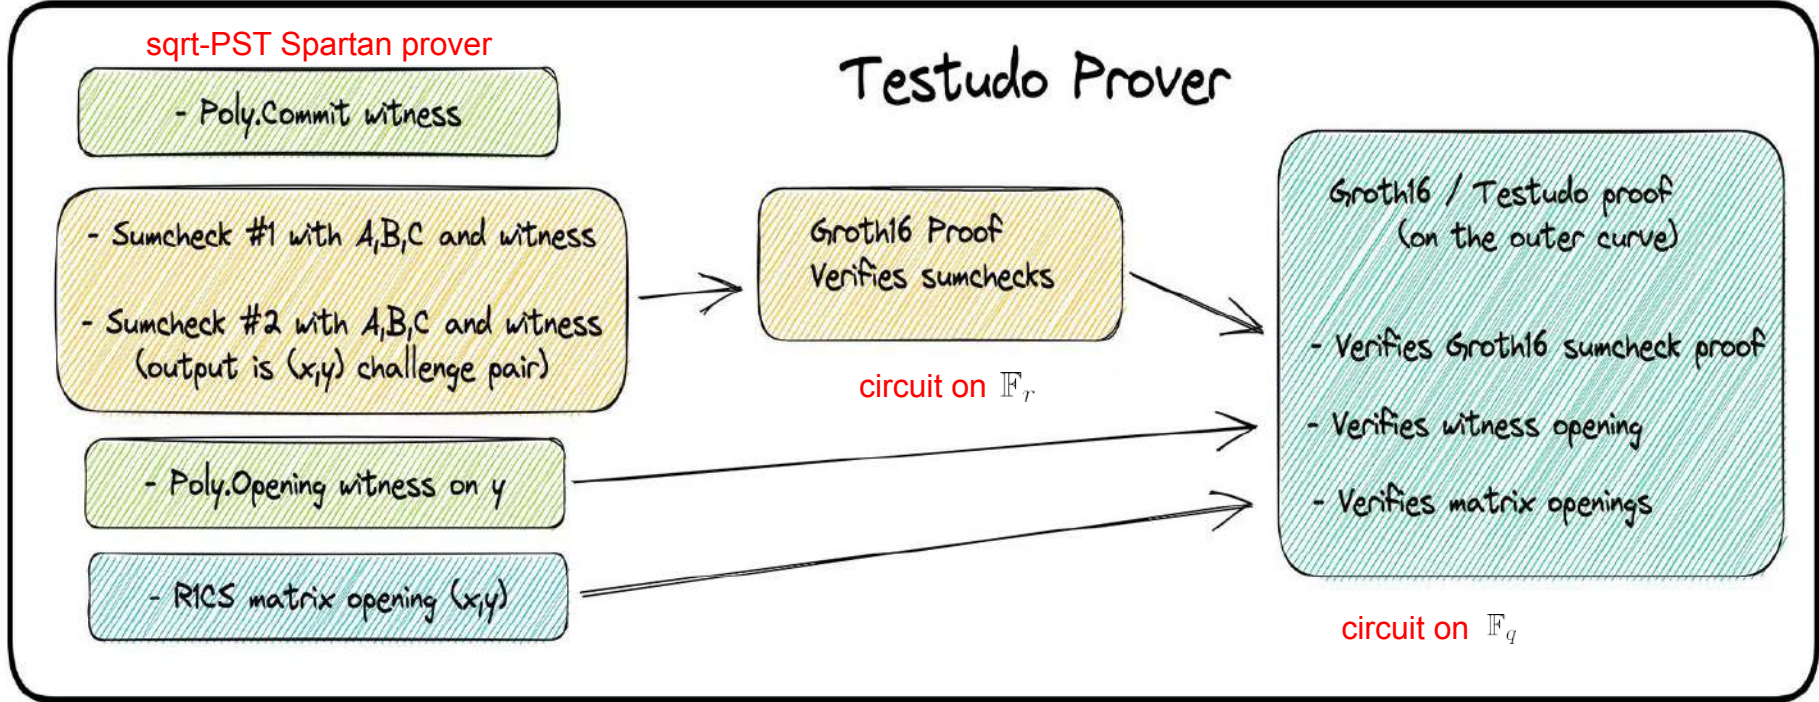 sqrt-PST Spartan prover
Testudo Prover
- Poly.Commit witness
- Sumcheck #1 with A,B,C and witness
- Sumcheck #2 with A,B,C and witness
(output is (x,y) challenge pair)
- Poly.Opening witness on y
- R1CS matrix opening (x,y)
Groth16 Proof
Verifies sumchecks
circuit on 𝔽r
Groth16 / Testudo proof
(on the outer curve)
- Verifies Groth16 sumcheck proof
- Verifies witness opening
- Verifies matrix openings
circuit on 𝔽q